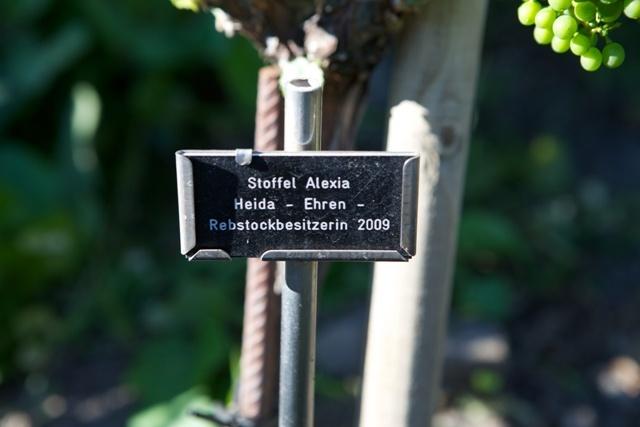 Stoffel Alexia
Heida - Ehren -
Rebstockbesitzerin 2009